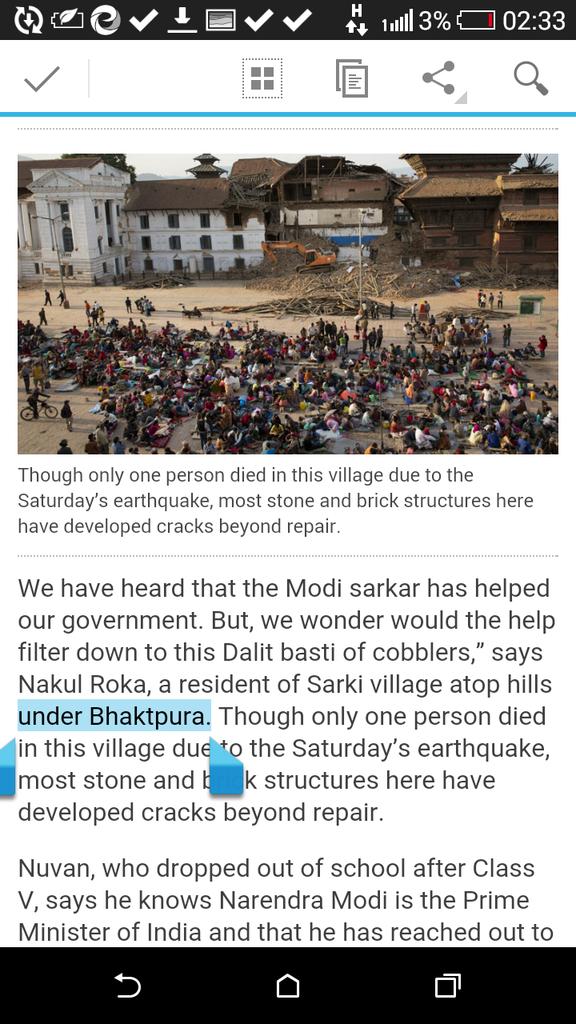 H 3% 02:33
Though only one person died in this village due to the
Saturday's earthquake, most stone and brick structures here
have developed cracks beyond repair.
We have heard that the Modi sarkar has helped
our government. But, we wonder would the help
filter down to this Dalit basti of cobblers,” says
Nakul Roka, a resident of Sarki village atop hills
under Bhaktpura. Though only one person died
in this village due to the Saturday's earthquake,
most stone and brick structures here have
developed cracks beyond repair.
Nuvan, who dropped out of school after Class
V, says he knows Narendra Modi is the Prime
Minister of India and that he has reached out to